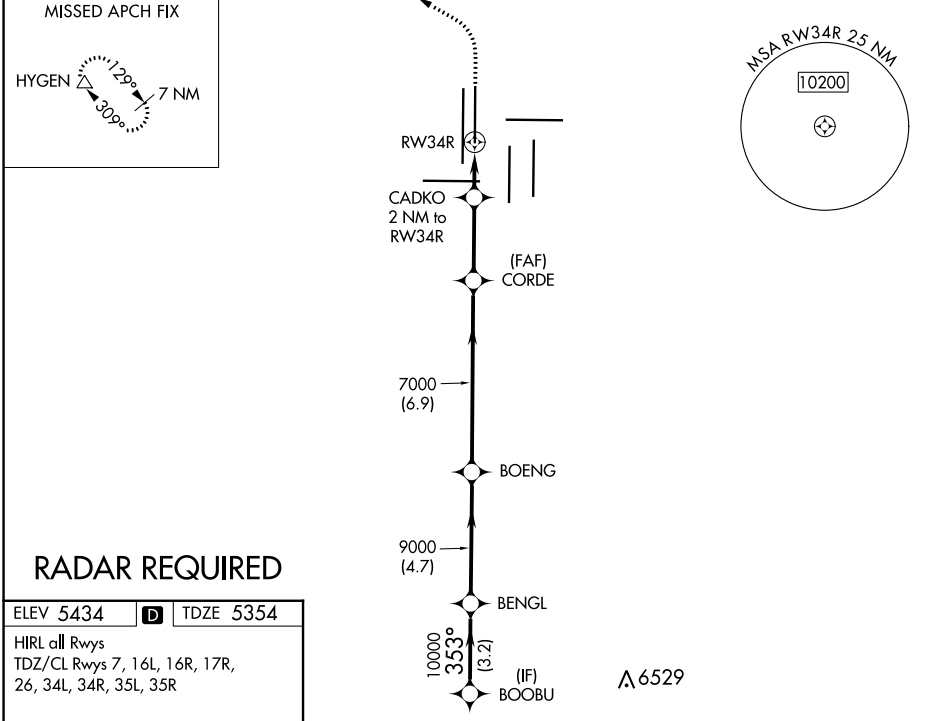 MISSED APCH FIX
HYGEN
129°
309°
7 NM
MSA RW34R 25 NM
10200
RW34R
CADKO
2 NM to
RW34R
(FAF)
CORDE
7000
(6.9)
BOENG
9000
(4.7)
BENGL
10000
353°
(3.2)
(IF)
BOOBU
6529
RADAR REQUIRED
ELEV 5434 D TDZE 5354
HIRL all Rwys
TDZ/CL Rwys 7, 16L, 16R, 17R,
26, 34L, 34R, 35L, 35R